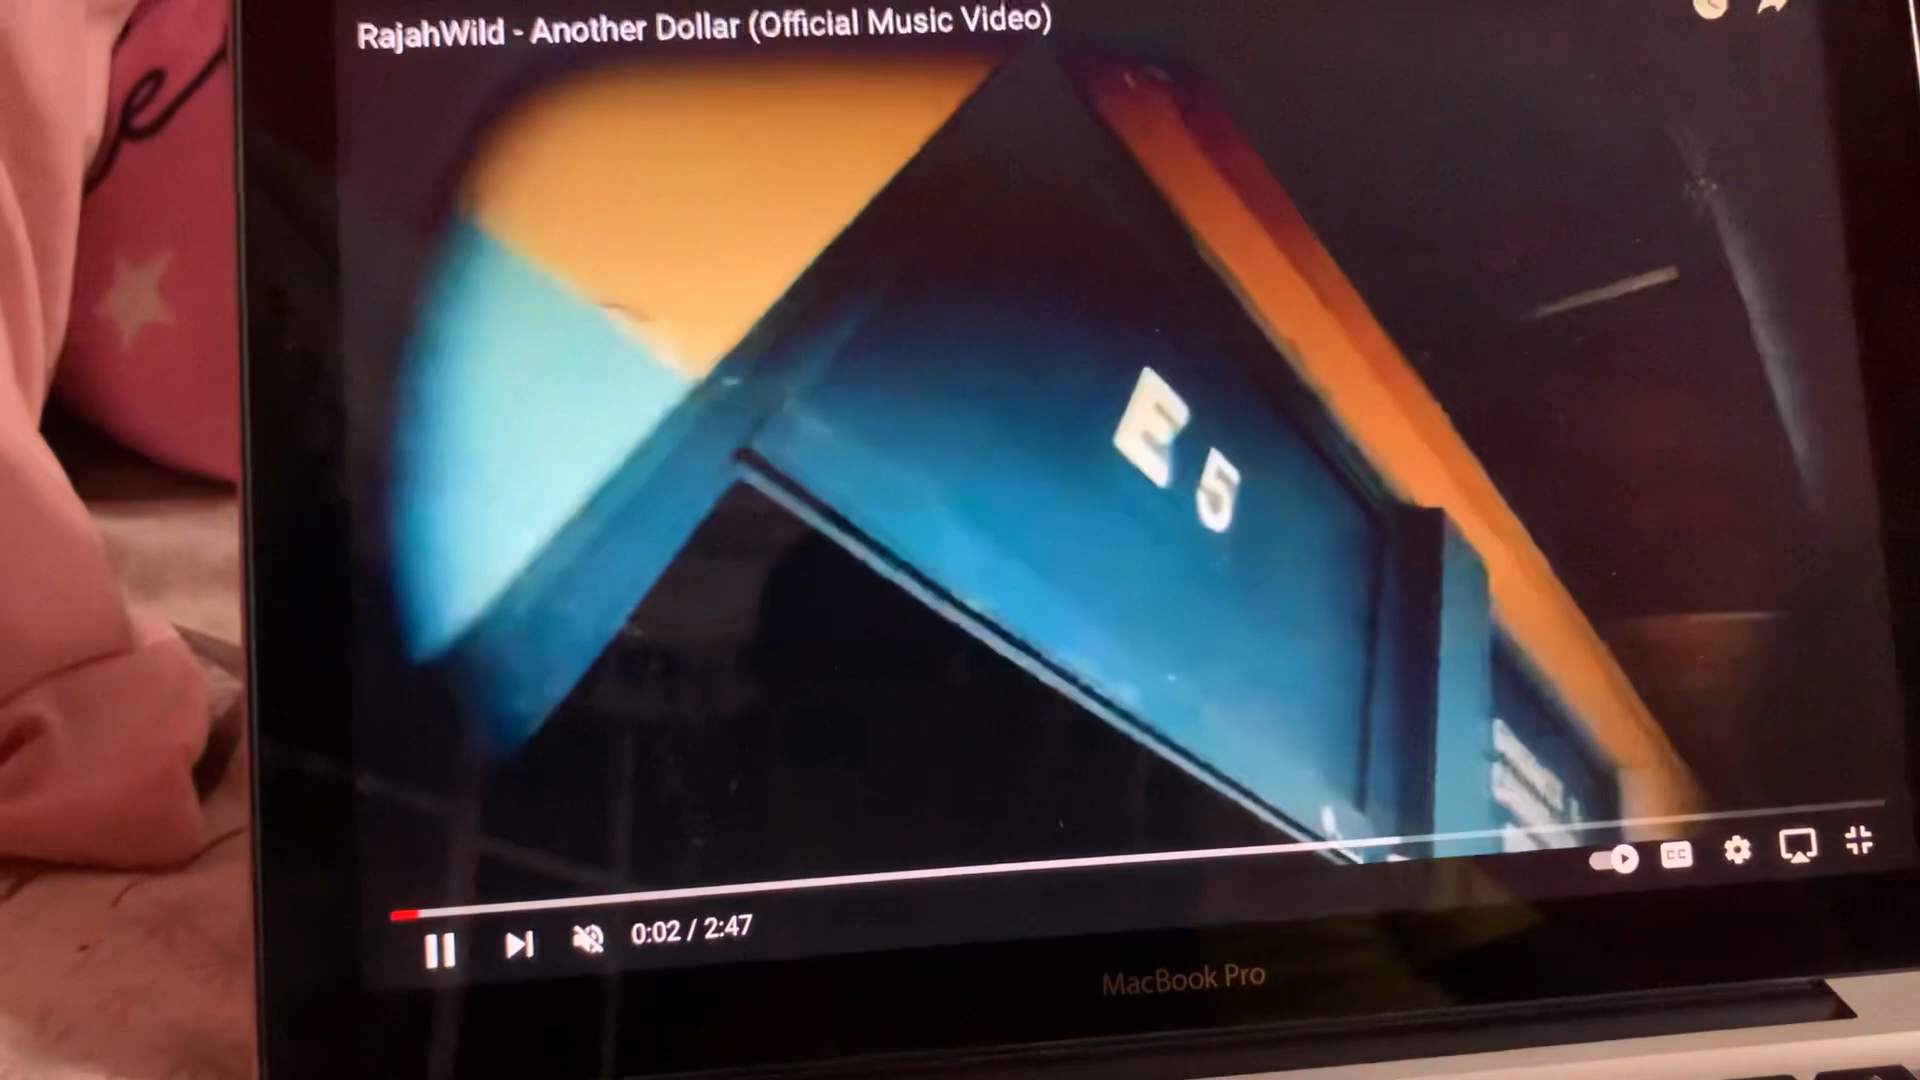 RajahWild - Another Dollar (Official Music Video)
E 5
CC
0:02 / 2:47
MacBook Pro